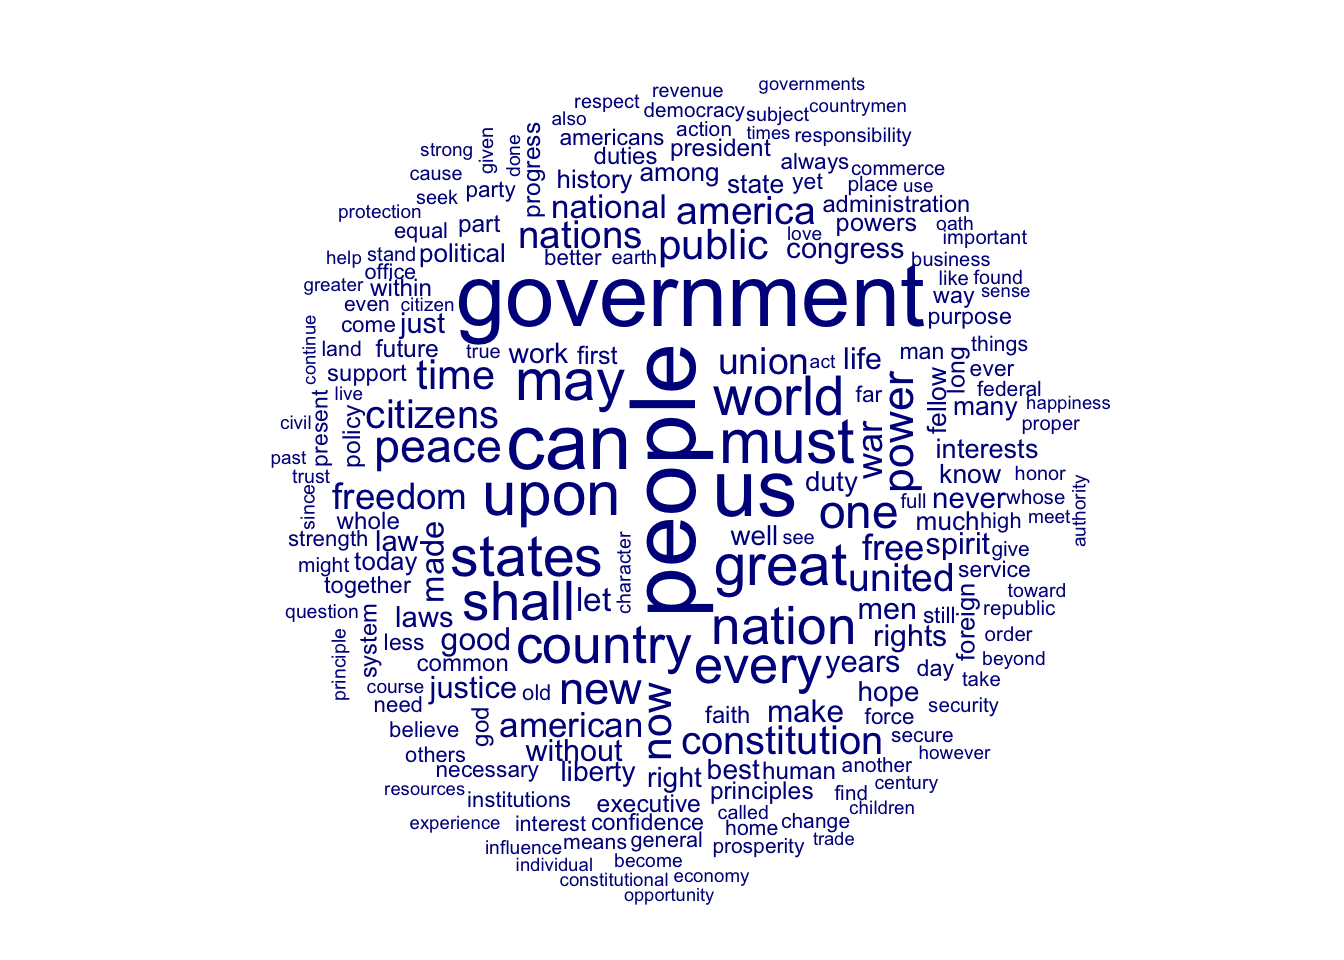 governments
revenue
respect democracy subject countrymen
also americans action times responsibility
strong given done progress duties president always commerce
cause history among state yet place use
seek party national america administration
protection equal part nations public love powers oath
help stand political better earth congress important
office government business
greater within like found
even citizen way sense
come just purpose
continue land future true work first union act life man long things
support time may people world far fellow ever federal
live citizens power many happiness
civil present policy peace can must war interests proper
past trust freedom upon us duty know honor
since whole one full never whose
strength law made well see much high meet authority
might today states character great free spirit give
together shall let united service toward
question laws men still foreign republic
principle system less good country nation rights order
common every years day beyond
course justice old new now hope take
need god american faith make force security
believe without constitution secure
others liberty right best human another however
necessary principles find century
resources institutions executive called children
experience interest confidence home change
influence means general prosperity trade
individual become
constitutional economy
opportunity